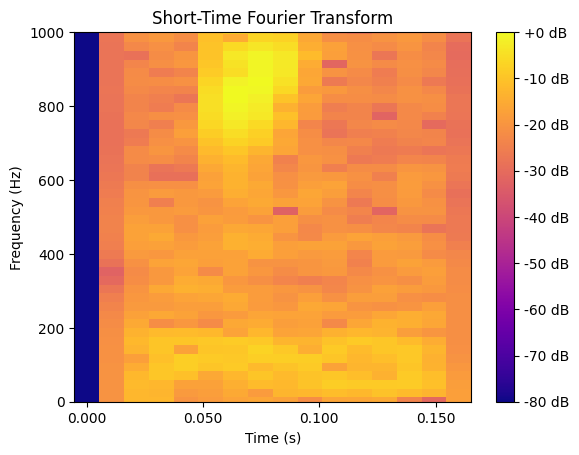 Short-Time Fourier Transform
1000
800
600
400
200
0
Frequency (Hz)
0.000
0.050
0.100
0.150
Time (s)
+0 dB
-10 dB
-20 dB
-30 dB
-40 dB
-50 dB
-60 dB
-70 dB
-80 dB